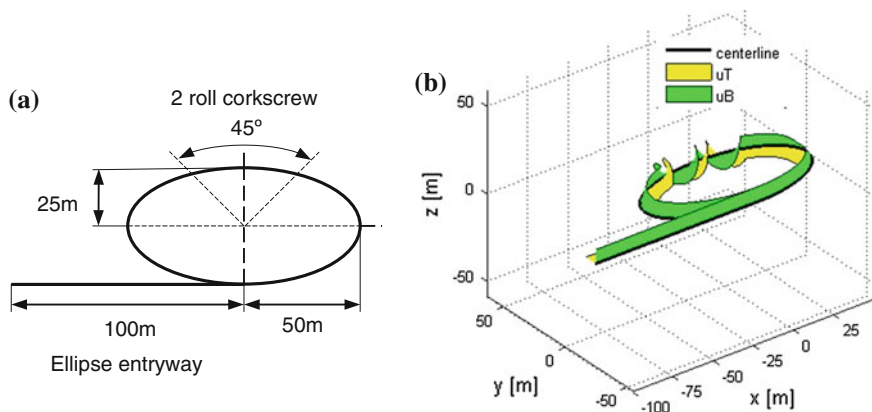 (a)
2 roll corkscrew
45º
25m
100m
50m
Ellipse entryway
(b)
centerline
uT
uB
50
0
-50
z [m]
50
0
-50
y [m]
-100
-75
-50
-25
0
25
x [m]